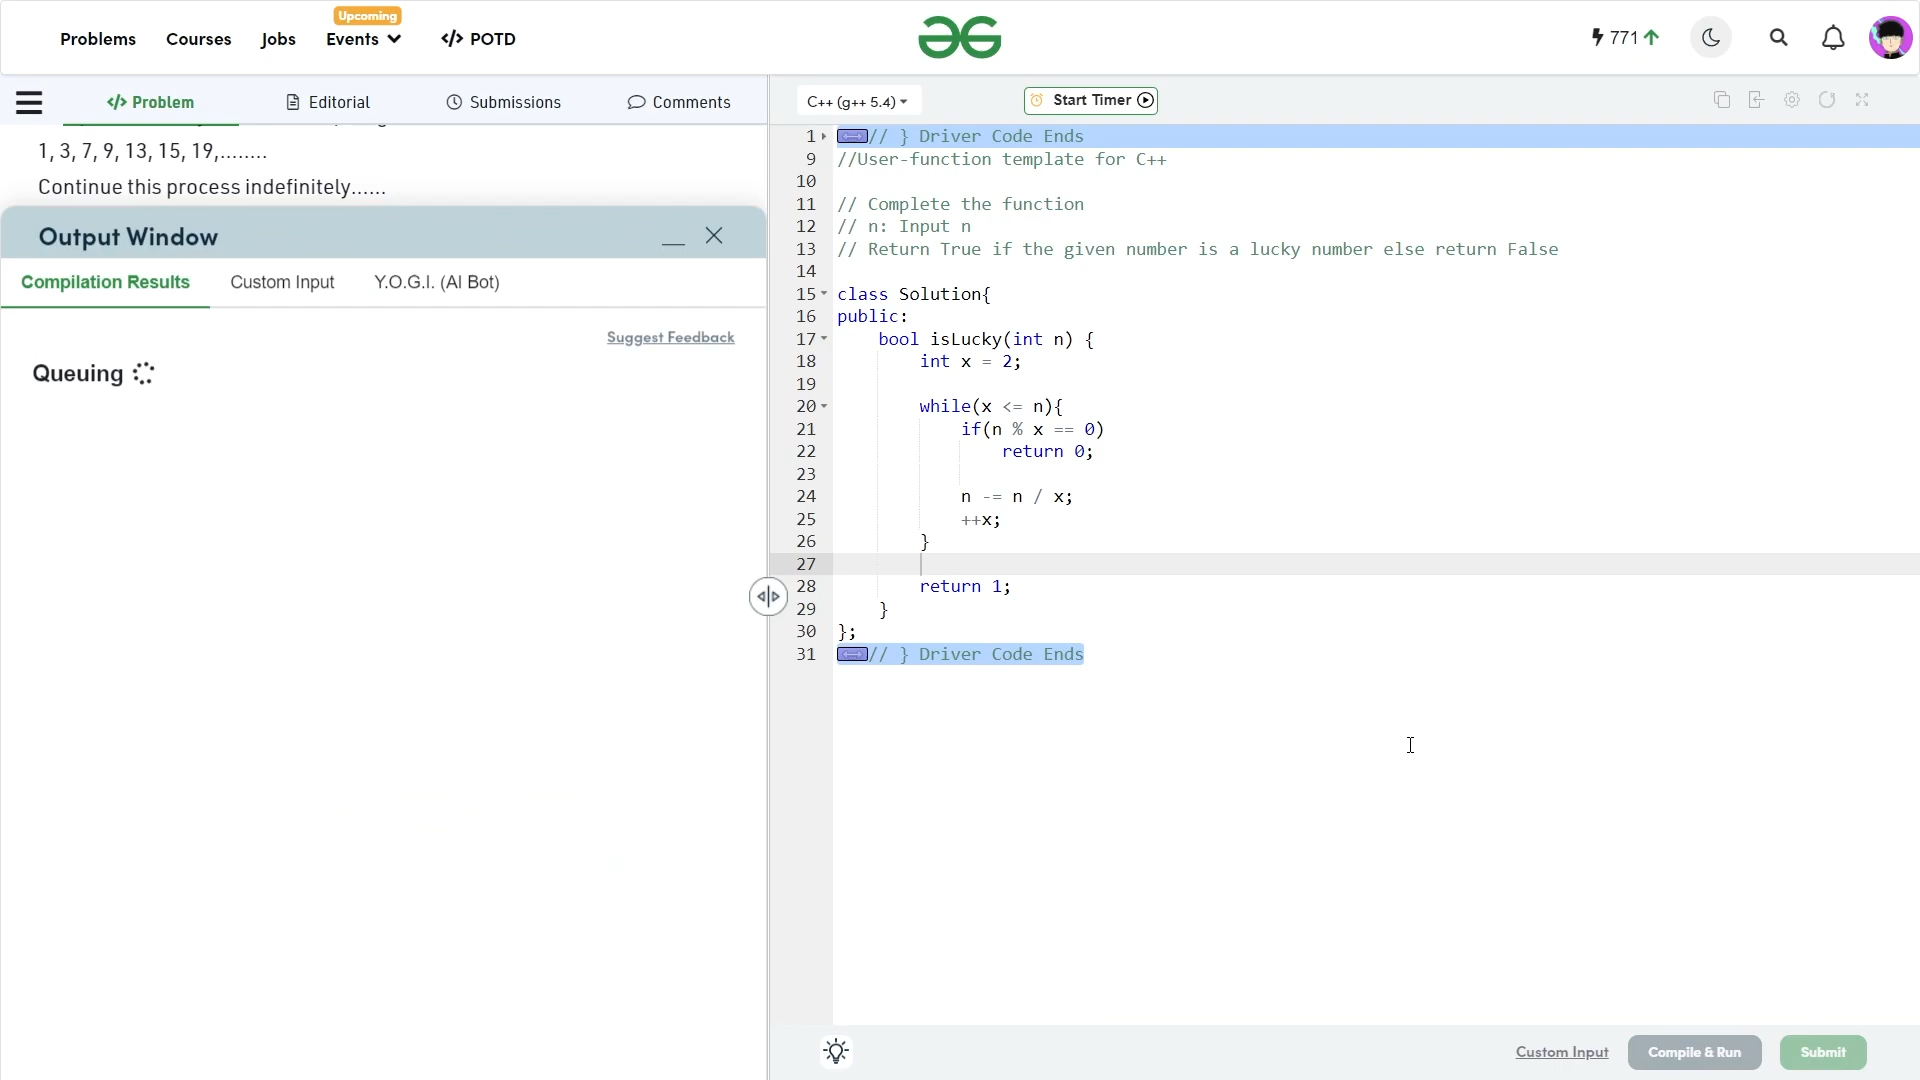 Upcoming
Problems Courses Jobs Events </> POTD
771
</> Problem Editorial Submissions Comments
1, 3, 7, 9, 13, 15, 19,........
Continue this process indefinitely......
Output Window
Compilation Results Custom Input Y.O.G.I. (AI Bot)
Suggest Feedback
Queuing
C++ (g++ 5.4) Start Timer
1 // } Driver Code Ends
9 //User-function template for C++
10
11 // Complete the function
12 // n: Input n
13 // Return True if the given number is a lucky number else return False
14
15 class Solution{
16 public:
17 bool isLucky(int n) {
18 int x = 2;
19
20 while(x <= n){
21 if(n % x == 0)
22 return 0;
23
24 n -= n / x;
25 ++x;
26 }
27
28 return 1;
29 }
30 };
31 // } Driver Code Ends
Custom Input Compile & Run Submit